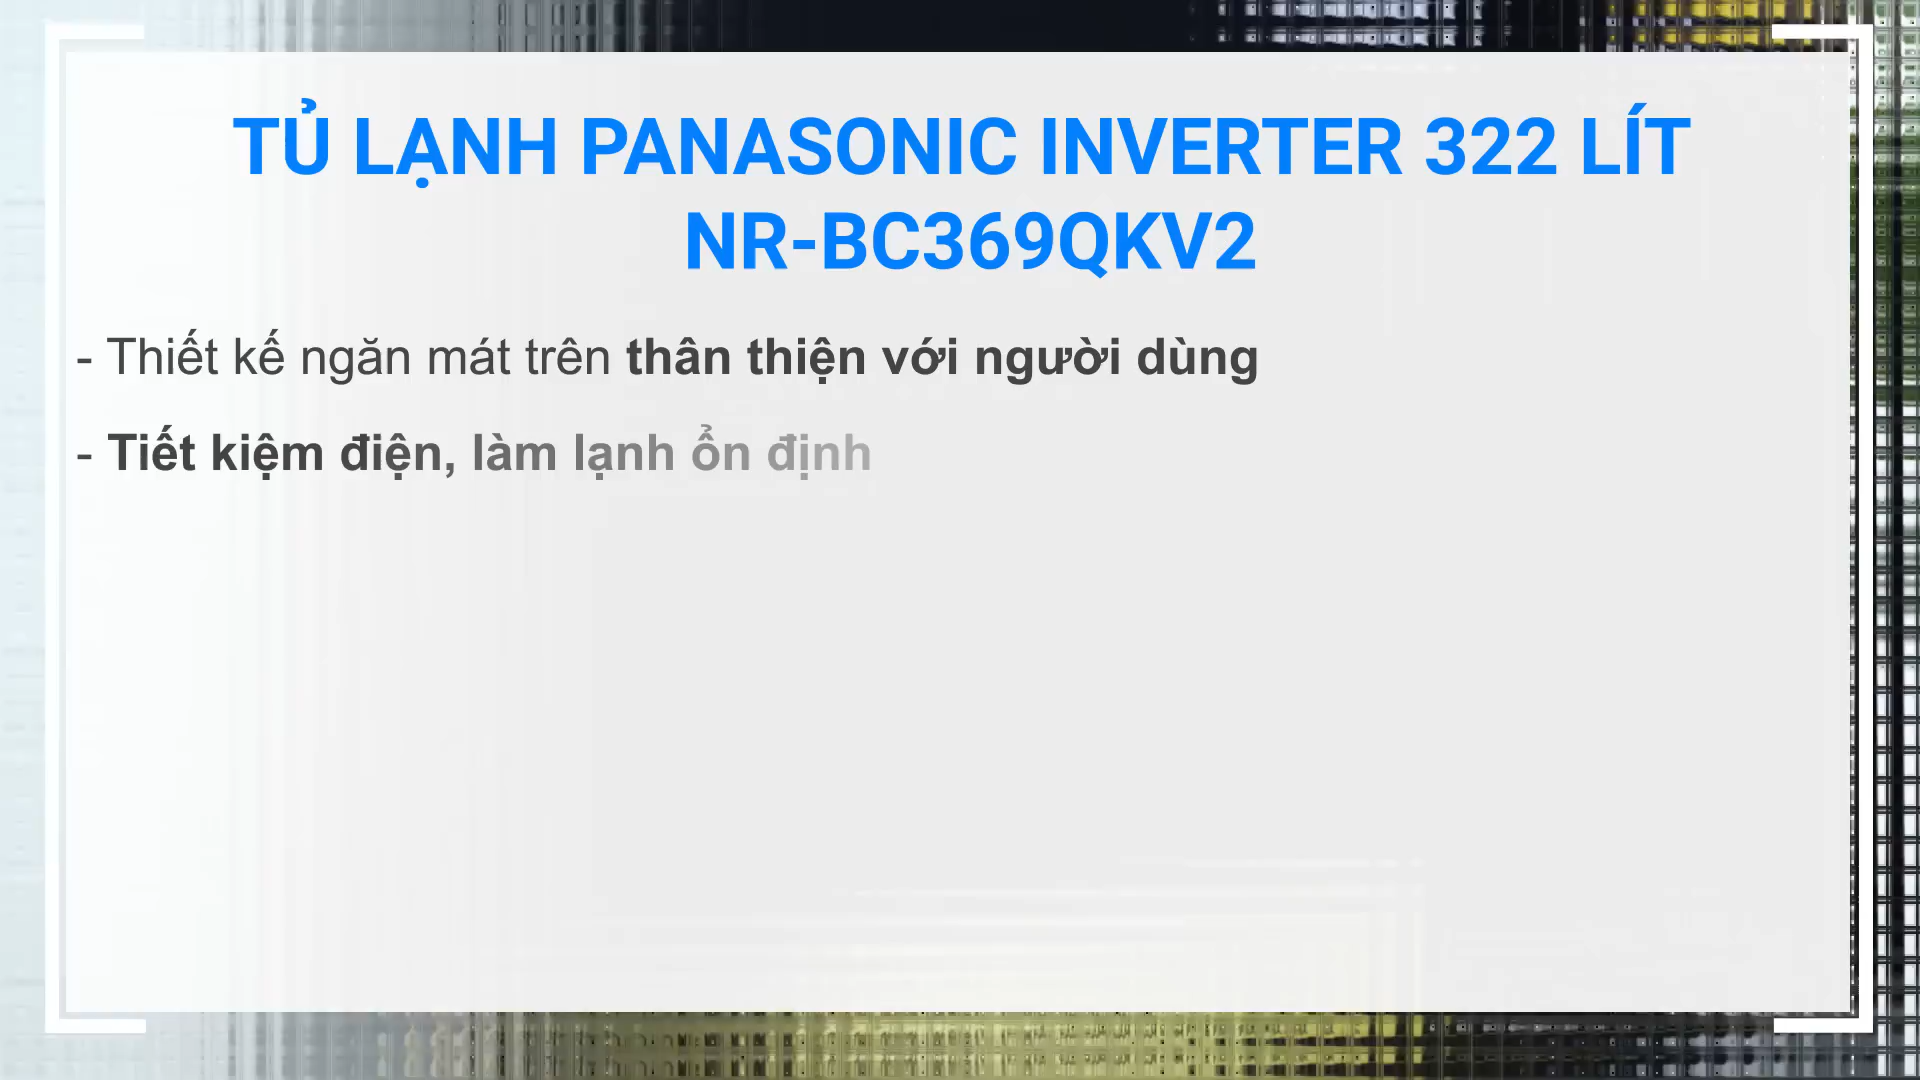 TỦ LẠNH PANASONIC INVERTER 322 LÍT
NR-BC369QKV2
- Thiết kế ngăn mát trên thân thiện với người dùng
- Tiết kiệm điện, làm lạnh ổn định